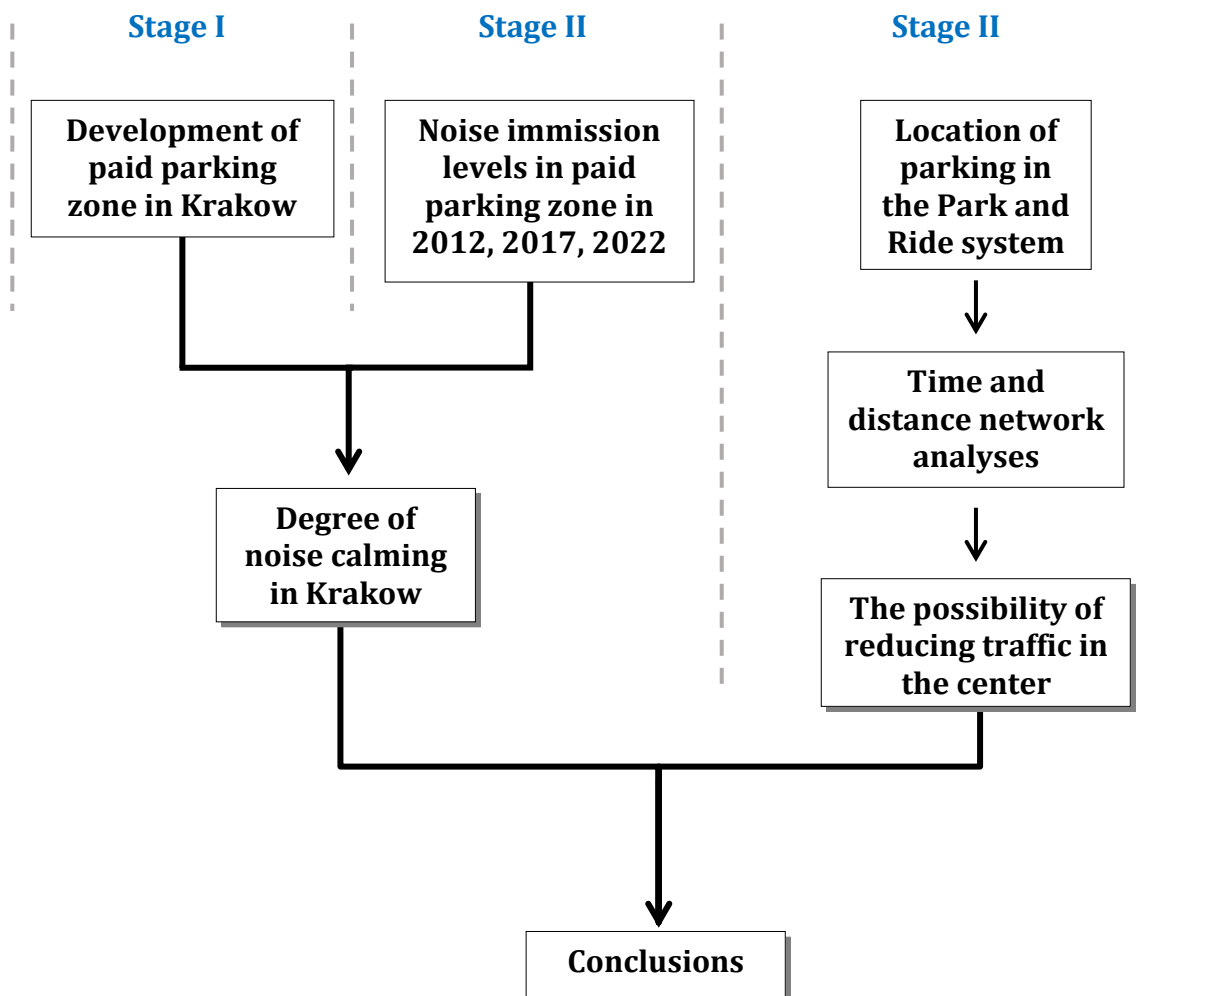 Stage I
Stage II
Stage II
Development of
paid parking
zone in Krakow
Noise immission
levels in paid
parking zone in
2012, 2017, 2022
Location of
parking in
the Park and
Ride system
Time and
distance network
analyses
Degree of
noise calming
in Krakow
The possibility of
reducing traffic in
the center
Conclusions